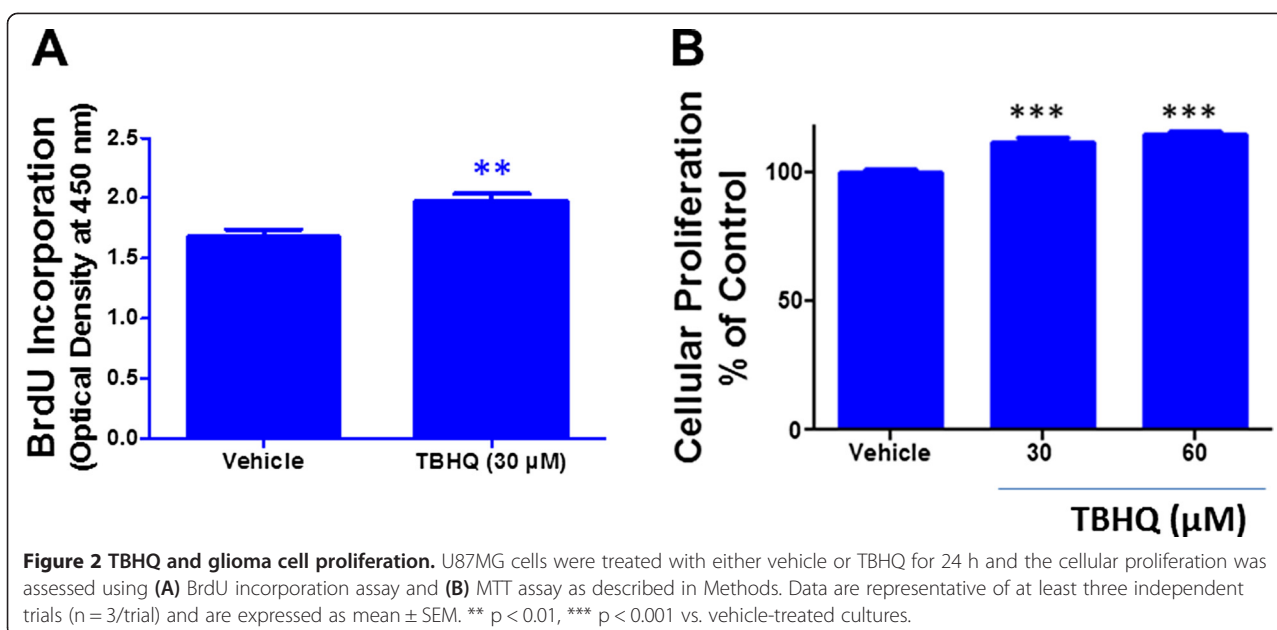 A
BrdU Incorporation
(Optical Density at 450 nm)
2.5
2.0
1.5
1.0
0.5
0.0
**
Vehicle
TBHQ (30 µM)
B
Cellular Proliferation
% of Control
100
50
0
***
***
Vehicle
30
60
TBHQ (µM)
Figure 2 TBHQ and glioma cell proliferation. U87MG cells were treated with either vehicle or TBHQ for 24 h and the cellular proliferation was
assessed using (A) BrdU incorporation assay and (B) MTT assay as described in Methods. Data are representative of at least three independent
trials (n = 3/trial) and are expressed as mean ± SEM. ** p < 0.01, *** p < 0.001 vs. vehicle-treated cultures.